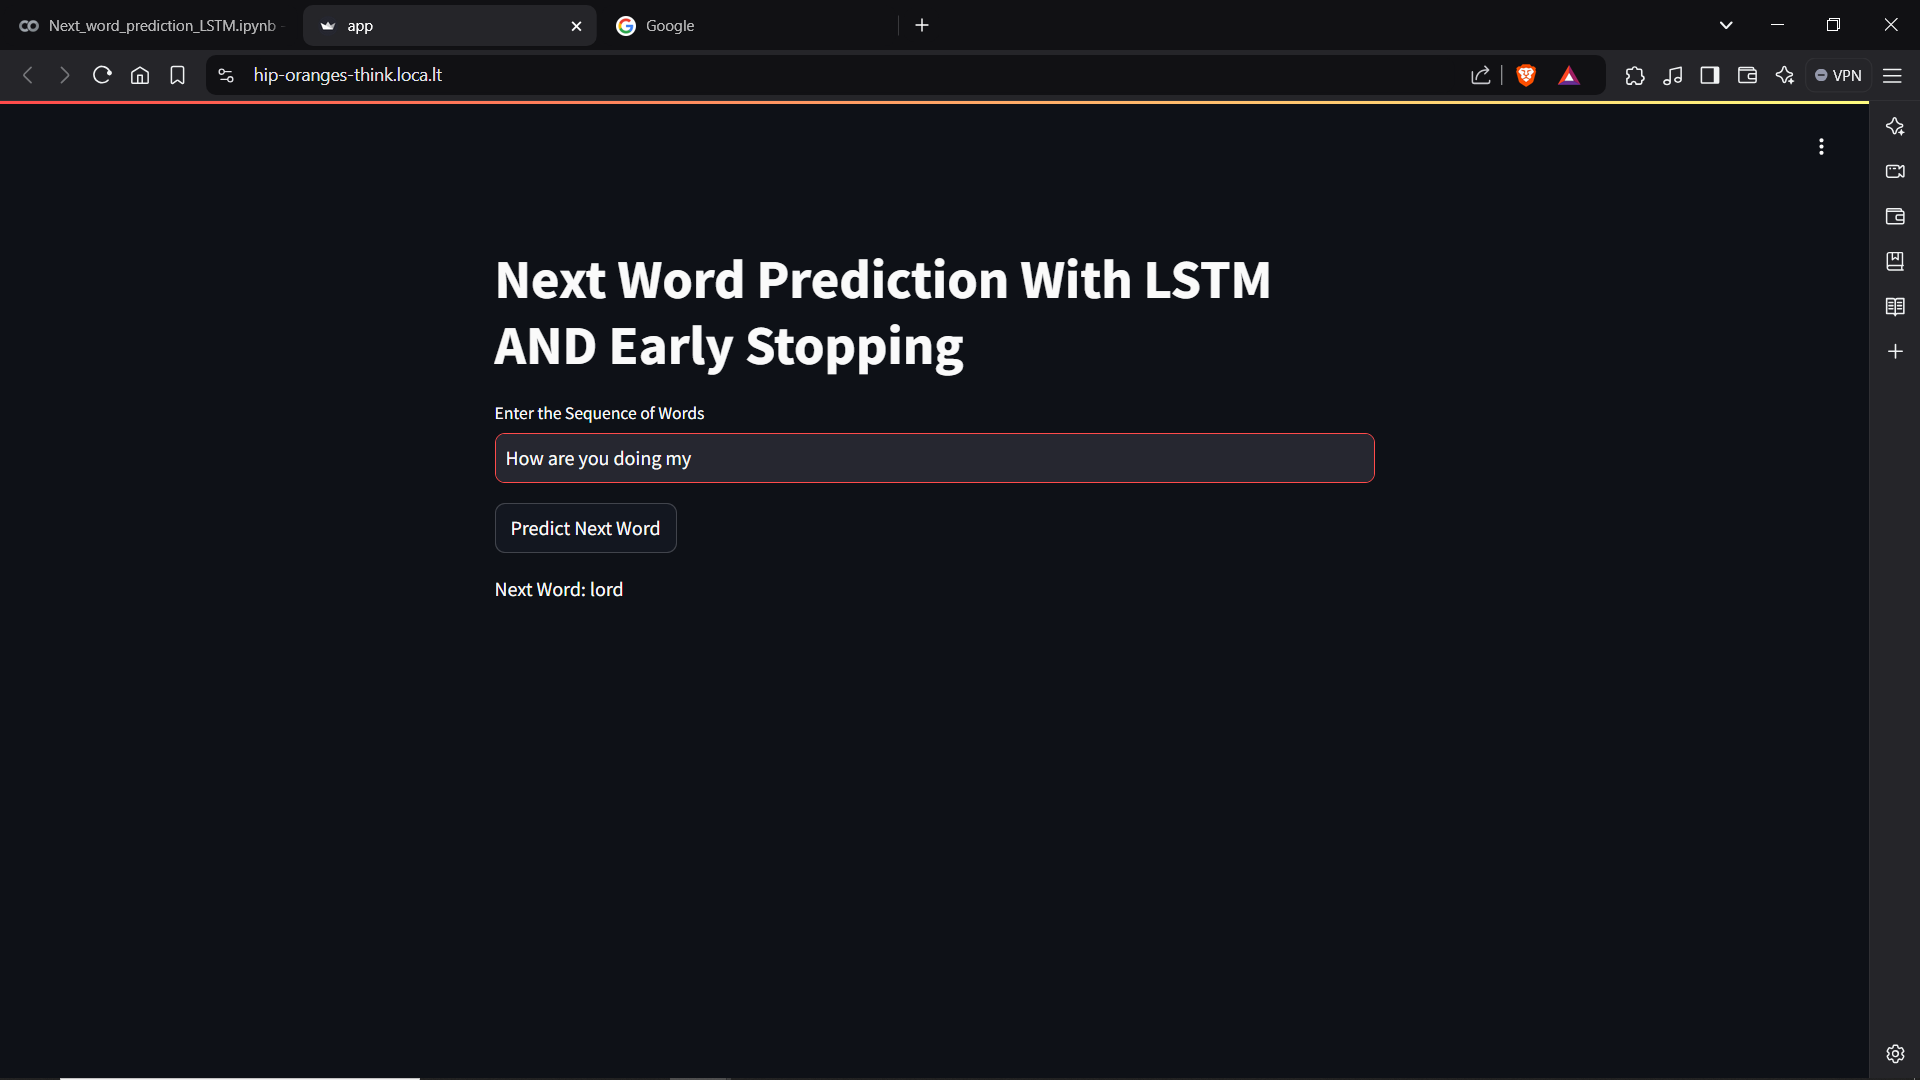 Next_word_prediction_LSTM.ipynb -
app
Google
hip-oranges-think.loca.lt
VPN
Next Word Prediction With LSTM
AND Early Stopping
Enter the Sequence of Words
How are you doing my
Predict Next Word
Next Word: lord